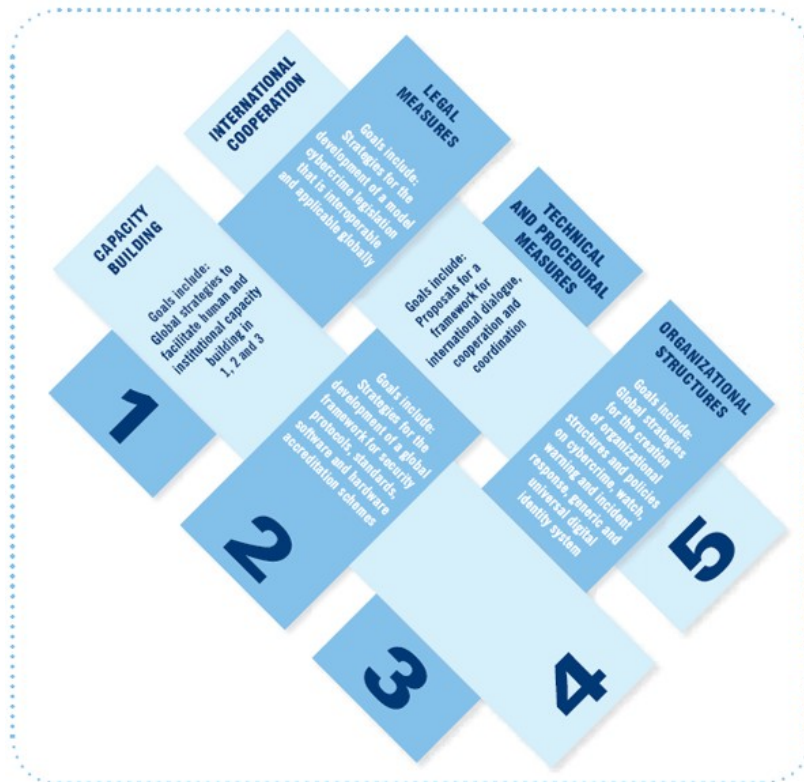 INTERNATIONAL
COOPERATION
LEGAL
MEASURES
Goals include:
Strategies for the
development of a model
cybercrime legislation
that is interoperable
and applicable globally
CAPACITY
BUILDING
Goals include:
Global strategies to
facilitate human and
institutional capacity
building in
1, 2 and 3
TECHNICAL
AND PROCEDURAL
MEASURES
Goals include:
Proposals for a
framework for
international dialogue,
cooperation and
coordination
ORGANIZATIONAL
STRUCTURES
Goals include:
Global strategies
for the creation
of organizational
structures and policies
on cybercrime, watch,
warning and incident
response, generic and
universal digital
identity system
1
Goals include:
Strategies for the
development of a global
framework for security
protocols, standards,
software and hardware
accreditation schemes
2
3
4
5